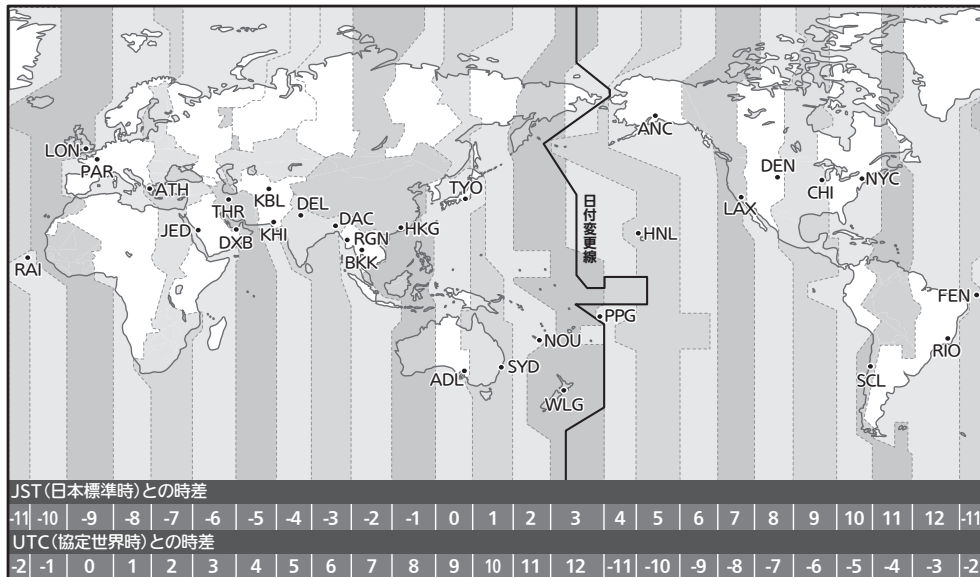 ANC
LON
PAR
DEN
CHI
NYC
ATH
KBL
TYO
THR
DEL
LAX
DAC
日付変更線
JED
DXB
KHI
RGN
HKG
HNL
BKK
RAI
FEN
PPG
NOU
RIO
ADL
SYD
SCL
WLG
JST(日本標準時)との時差
-11 -10 -9 -8 -7 -6 -5 -4 -3 -2 -1 0 1 2 3 4 5 6 7 8 9 10 11 12 -11
UTC(協定世界時)との時差
-2 -1 0 1 2 3 4 5 6 7 8 9 10 11 12 -11 -10 -9 -8 -7 -6 -5 -4 -3 -2